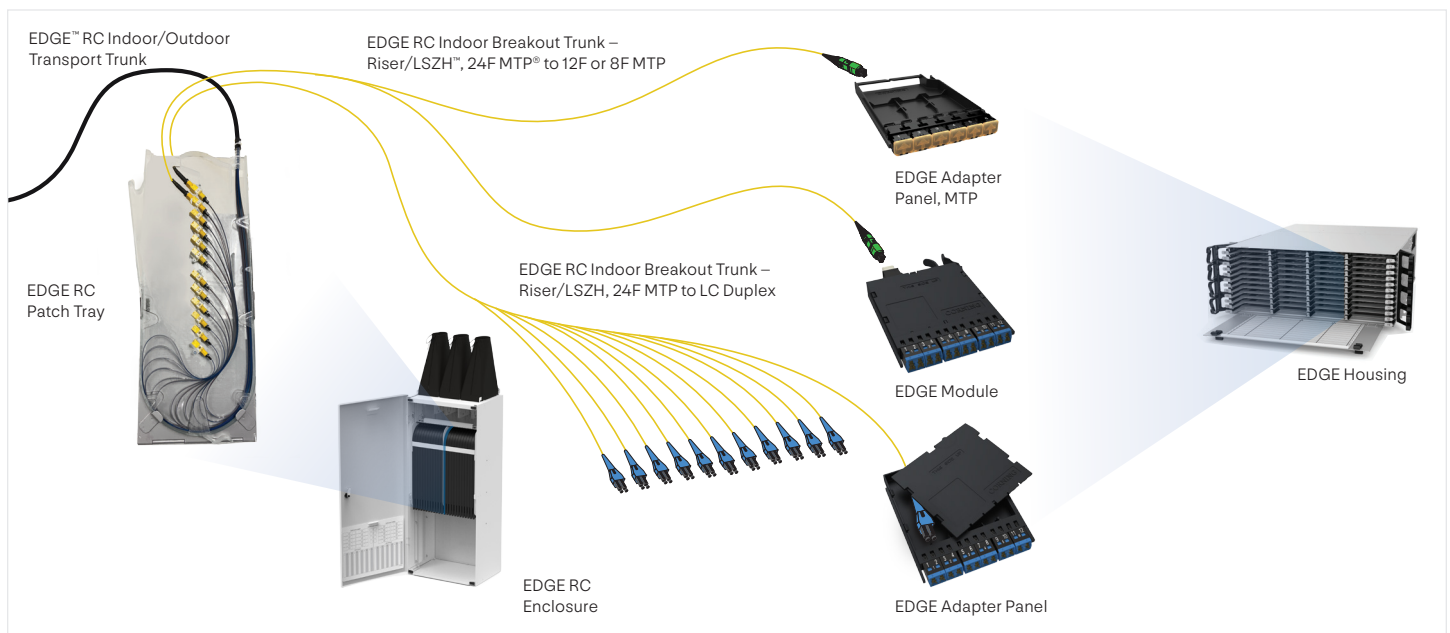 EDGE™ RC Indoor/Outdoor
Transport Trunk
EDGE RC Indoor Breakout Trunk –
Riser/LSZH™, 24F MTP® to 12F or 8F MTP
EDGE Adapter
Panel, MTP
EDGE RC
Patch Tray
EDGE RC Indoor Breakout Trunk –
Riser/LSZH, 24F MTP to LC Duplex
EDGE Module
EDGE Housing
EDGE RC
Enclosure
EDGE Adapter Panel